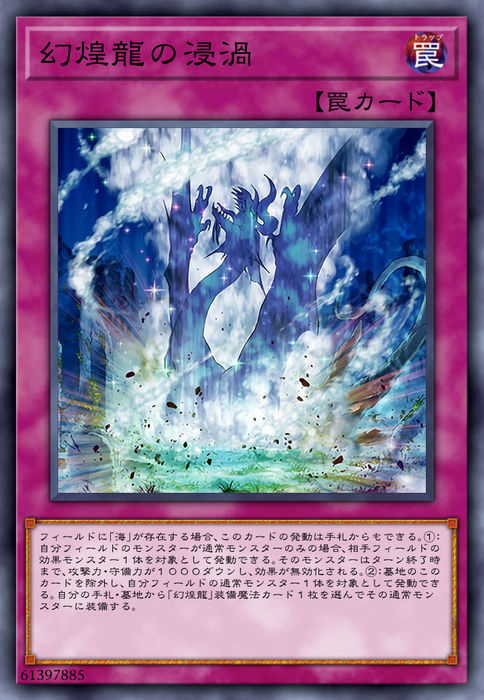 幻煌龍の浸渦
トラップ
罠
【罠カード】
フィールドに「海」が存在する場合、このカードの発動は手札からもできる。①:
自分フィールドのモンスターが通常モンスターのみの場合、相手フィールドの
効果モンスター１体を対象として発動できる。そのモンスターはターン終了時
まで、攻撃力・守備力が１０００ダウンし、効果が無効化される。②:墓地のこの
カードを除外し、自分フィールドの通常モンスター１体を対象として発動でき
る。自分の手札・墓地から「幻煌龍」装備魔法カード１枚を選んでその通常モン
スターに装備する。
61397885